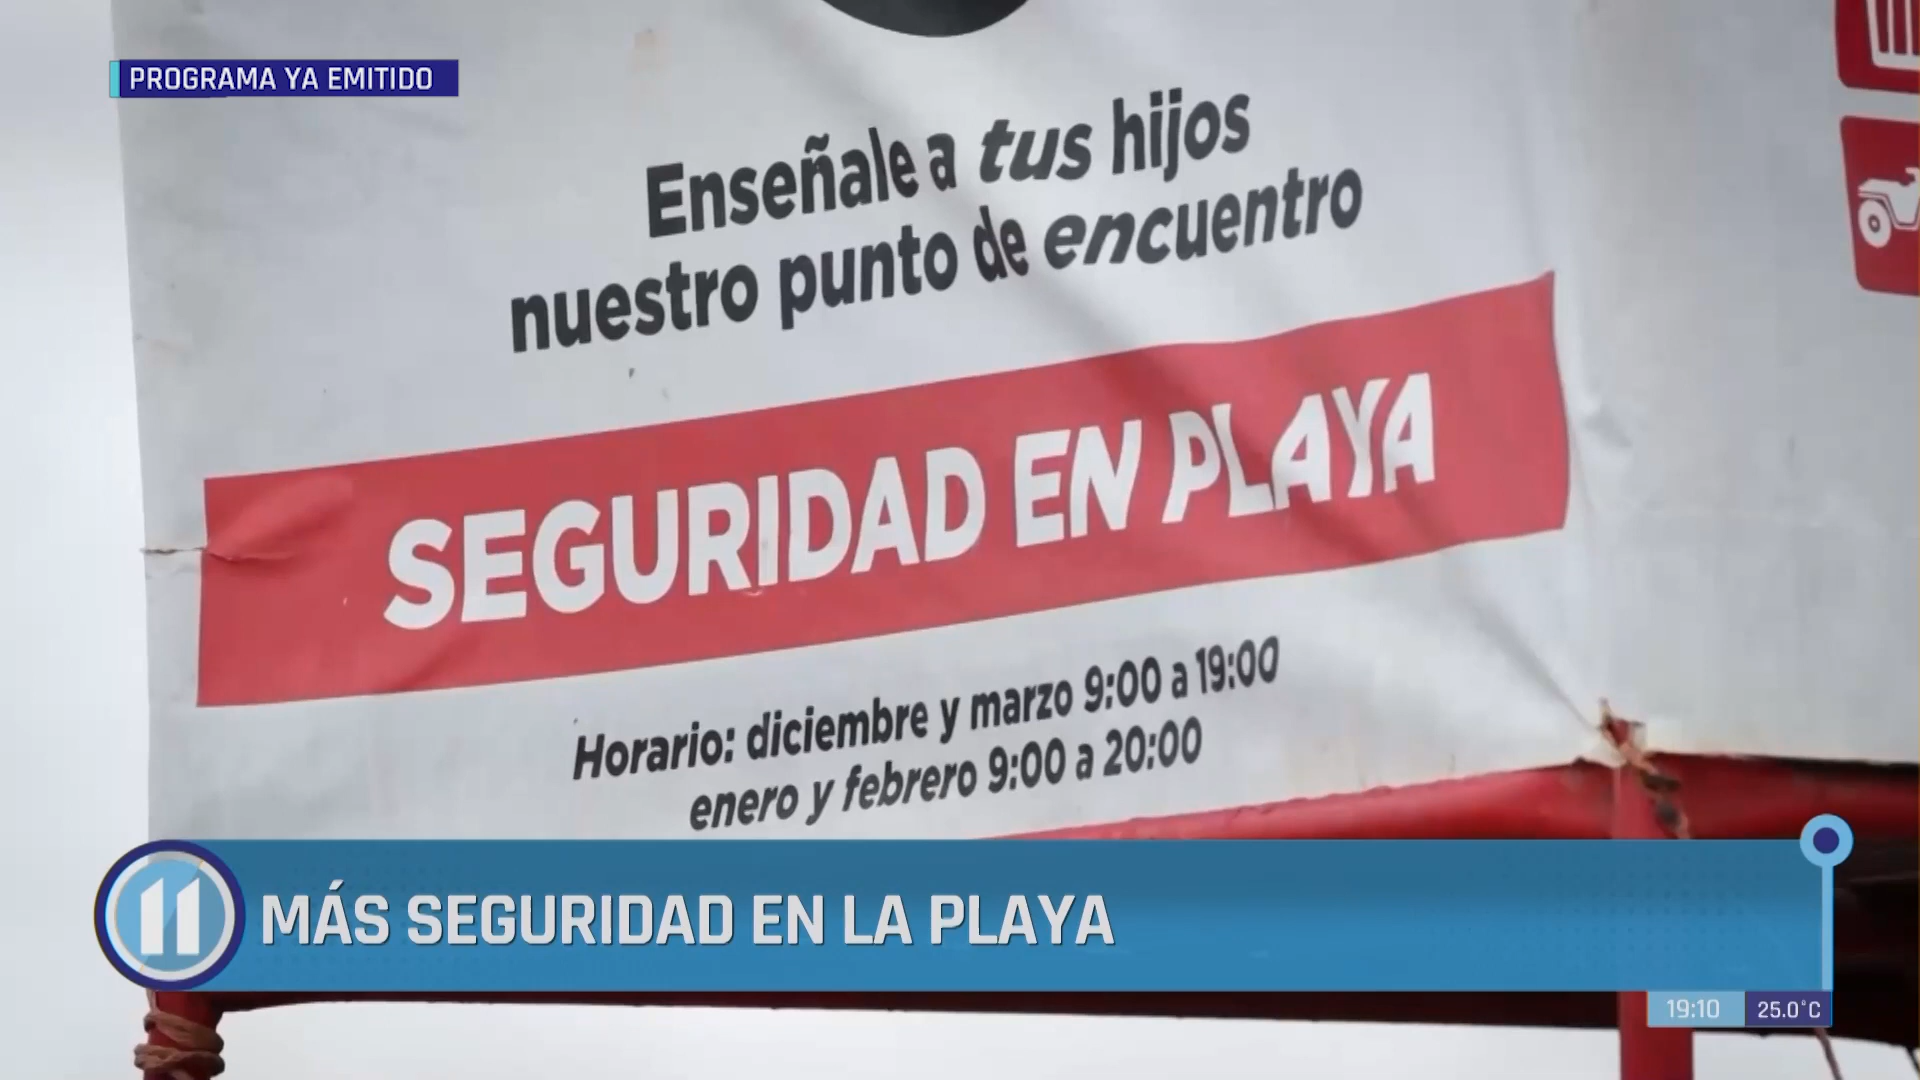 PROGRAMA YA EMITIDO
Enseñale a tus hijos
nuestro punto de encuentro
SEGURIDAD EN PLAYA
Horario: diciembre y marzo 9:00 a 19:00
enero y febrero 9:00 a 20:00
11 MÁS SEGURIDAD EN LA PLAYA
19:10 25.0°C